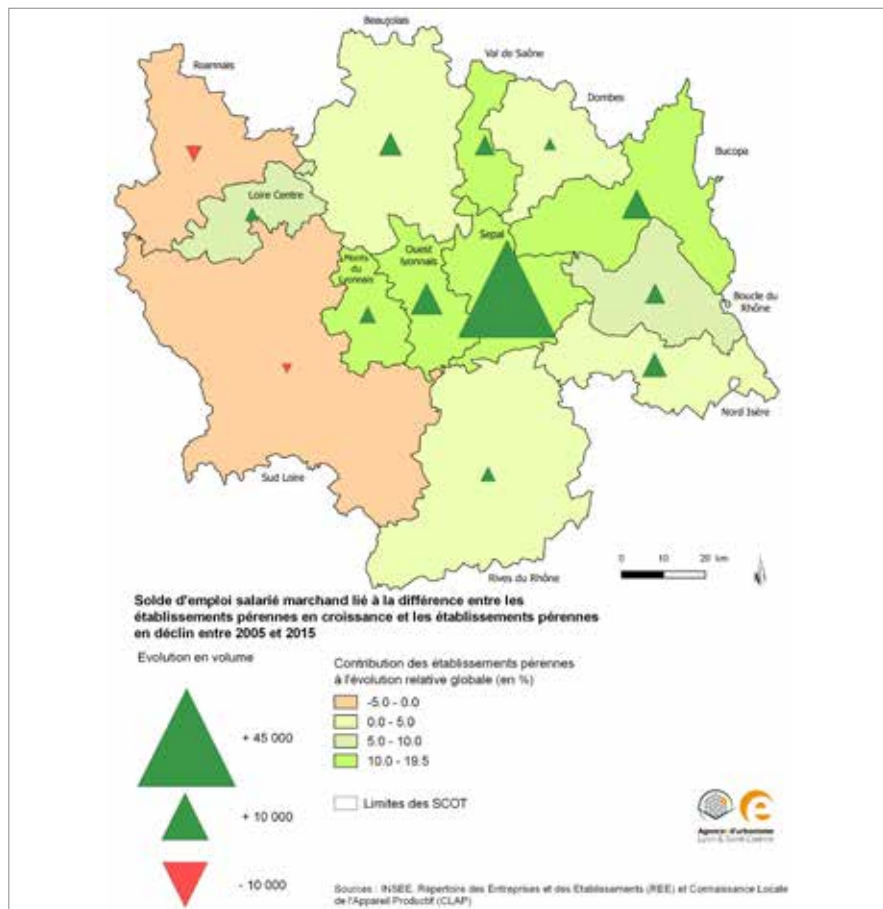 Beaujolais
Val de Saône
Roannais
Dombes
Bucopa
Loire Centre
Sepal
Ouest
lyonnais
Monts
du
Lyonnais
Boucle du
Rhône
Nord Isère
Sud Loire
0 10 20 km
Rives du Rhône
Solde d'emploi salarié marchand lié à la différence entre les
établissements pérennes en croissance et les établissements pérennes
en déclin entre 2005 et 2015
Evolution en volume
+ 45 000
+ 10 000
- 10 000
Contribution des établissements pérennes
à l'évolution relative globale (en %)
-5.0 - 0.0
0.0 - 5.0
5.0 - 10.0
10.0 - 19.5
Limites des SCOT
Agence d'urbanisme
Lyon & Saint-Etienne
Sources : INSEE, Répertoire des Entreprises et des Etablissements (REE) et Connaissance Locale
de l'Appareil Productif (CLAP)